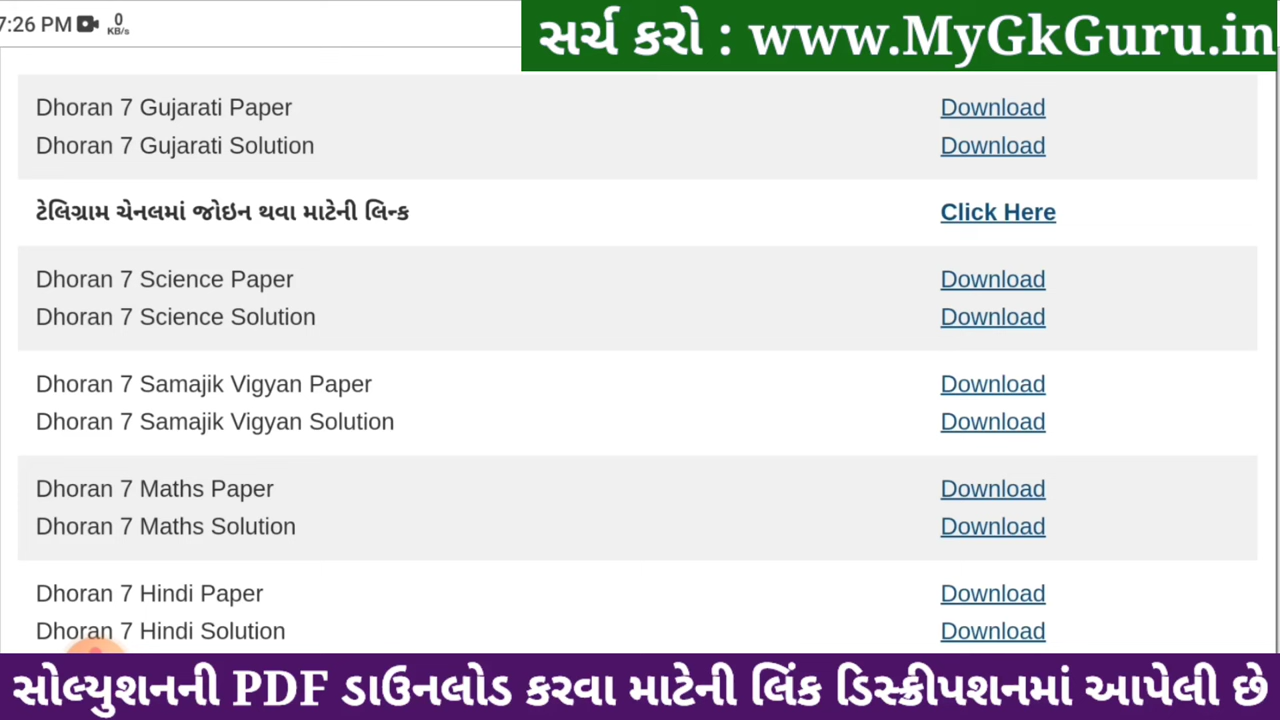 7:26 PM 0 KB/s
સર્ચ કરો : www.MyGkGuru.in
Dhoran 7 Gujarati Paper Download
Dhoran 7 Gujarati Solution Download
ટેલિગ્રામ ચેનલમાં જોઇન થવા માટેની લિન્ક Click Here
Dhoran 7 Science Paper Download
Dhoran 7 Science Solution Download
Dhoran 7 Samajik Vigyan Paper Download
Dhoran 7 Samajik Vigyan Solution Download
Dhoran 7 Maths Paper Download
Dhoran 7 Maths Solution Download
Dhoran 7 Hindi Paper Download
Dhoran 7 Hindi Solution Download
સોલ્યુશનની PDF ડાઉનલોડ કરવા માટેની લિંક ડિસ્ક્રીપશનમાં આપેલી છે